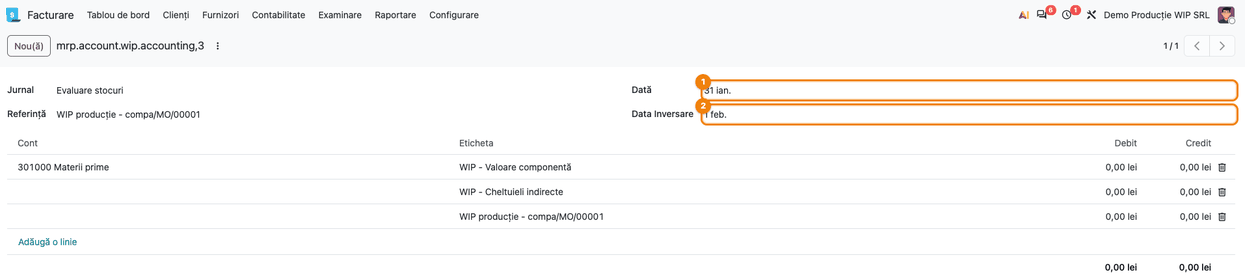 Facturare Tablou de bord Clienți Furnizori Contabilitate Examinare Raportare Configurare AI 6 1 Demo Producție WIP SRL
Nou(ă) mrp.account.wip.accounting,3 1 / 1
Jurnal Evaluare stocuri Dată 1 31 ian.
Referință WIP producție - compa/MO/00001 Data Inversare 2 1 feb.
Cont Eticheta Debit Credit
301000 Materii prime WIP - Valoare componentă 0,00 lei 0,00 lei
WIP - Cheltuieli indirecte 0,00 lei 0,00 lei
WIP producție - compa/MO/00001 0,00 lei 0,00 lei
Adăugă o linie
0,00 lei 0,00 lei